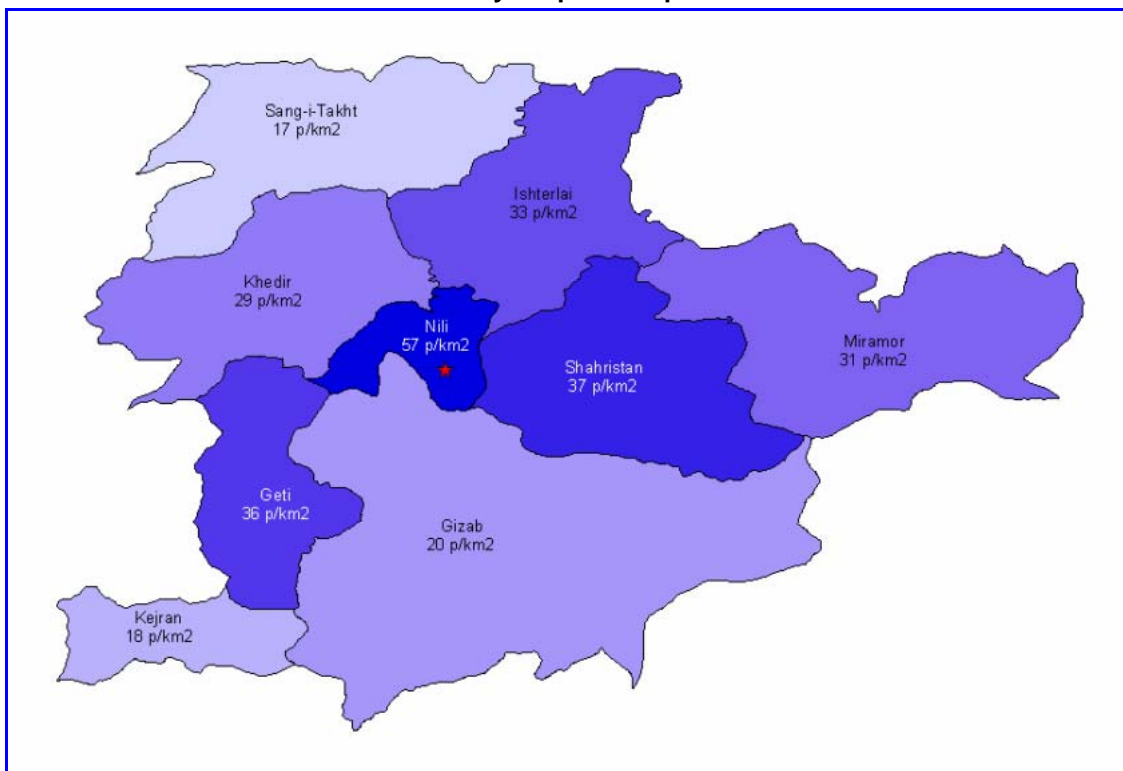 Sang-i-Takht
17 p/km2
Ishterlai
33 p/km2
Khedir
29 p/km2
Nili
57 p/km2
Miramor
31 p/km2
Shahristan
37 p/km2
Geti
36 p/km2
Gizab
20 p/km2
Kejran
18 p/km2